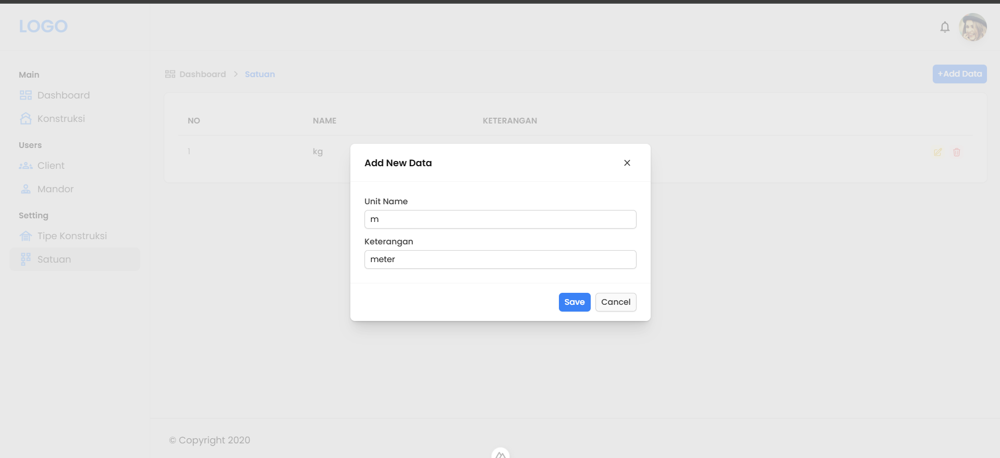 LOGO
Main
Dashboard
Konstruksi
Users
Client
Mandor
Setting
Tipe Konstruksi
Satuan
Dashboard > Satuan
+Add Data
NO NAME KETERANGAN
1 kg
Add New Data
Unit Name
m
Keterangan
meter
Save Cancel
© Copyright 2020